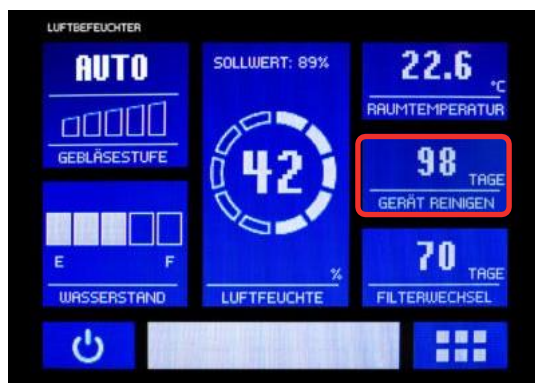 LUFTBEFEUCHTER
AUTO
GEBLÄSESTUFE
E F
WASSERSTAND
SOLLWERT: 89%
42
%
LUFTFEUCHTE
22.6 °C
RAUMTEMPERATUR
98 TAGE
GERÄT REINIGEN
70 TAGE
FILTERWECHSEL